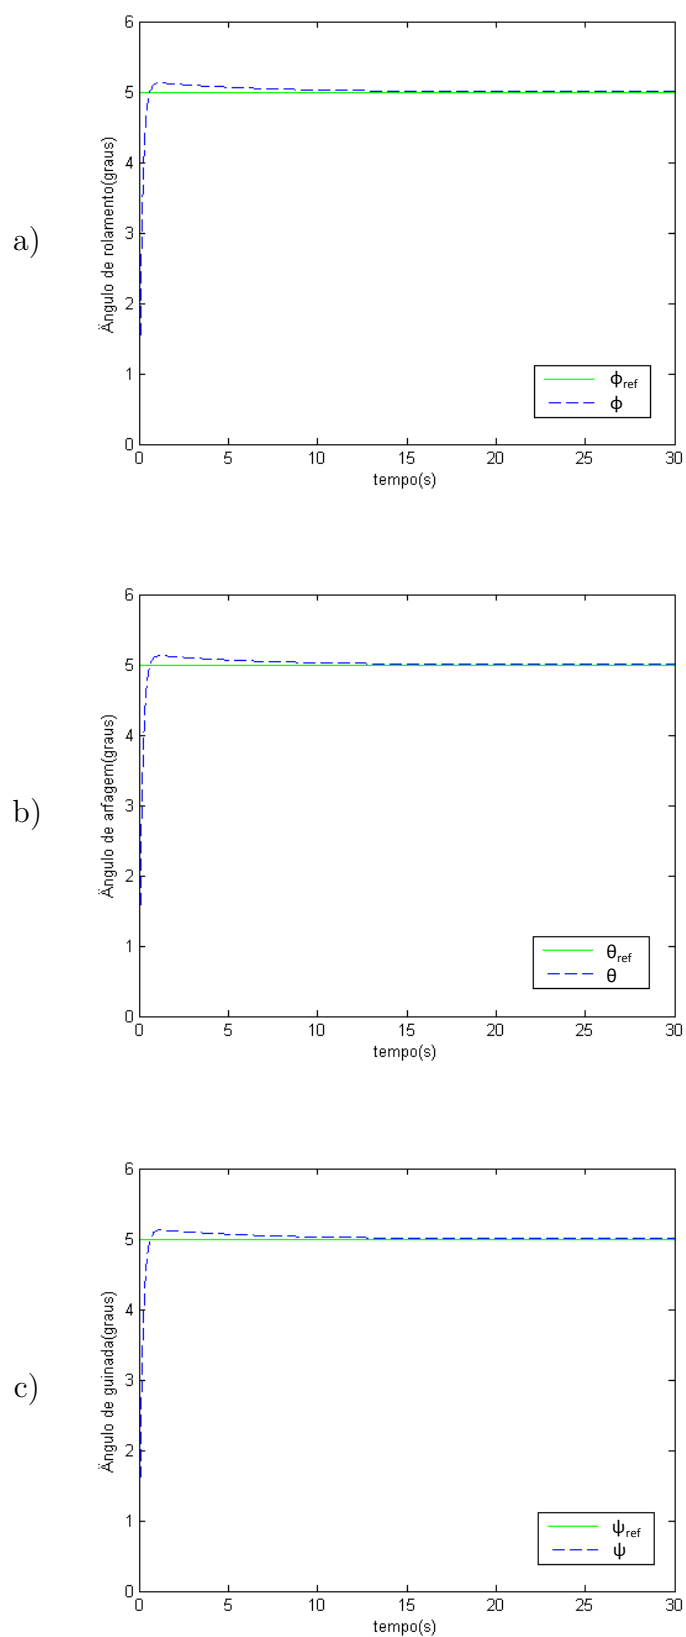 a)
Ângulo de rolamento(graus)
6
5
4
3
2
1
0
0 5 10 15 20 25 30
tempo(s)
ϕref
ϕ
b)
Ângulo de arfagem(graus)
6
5
4
3
2
1
0
0 5 10 15 20 25 30
tempo(s)
θref
θ
c)
Ângulo de guinada(graus)
6
5
4
3
2
1
0
0 5 10 15 20 25 30
tempo(s)
ψref
ψ